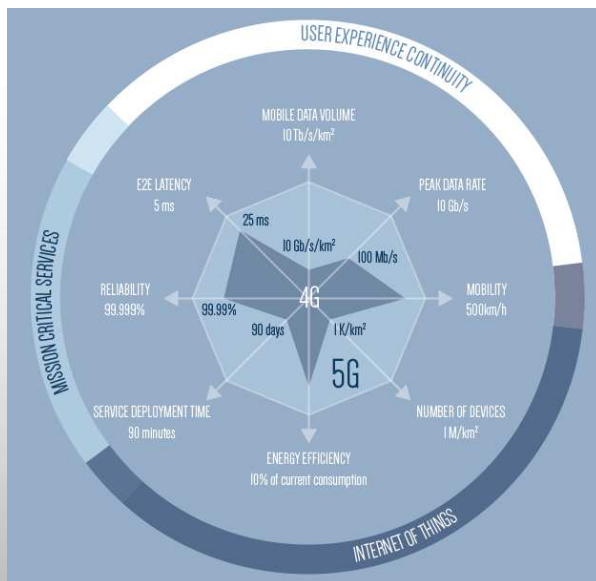 USER EXPERIENCE CONTINUITY
MOBILE DATA VOLUME
10 Tb/s/km²
E2E LATENCY
5 ms
PEAK DATA RATE
10 Gb/s
25 ms
10 Gb/s/km²
100 Mb/s
MISSION CRITICAL SERVICES
RELIABILITY
99.999%
99.99%
4G
MOBILITY
500km/h
90 days
1 K/km²
5G
SERVICE DEPLOYMENT TIME
90 minutes
NUMBER OF DEVICES
1 M/km²
ENERGY EFFICIENCY
10% of current consumption
INTERNET OF THINGS